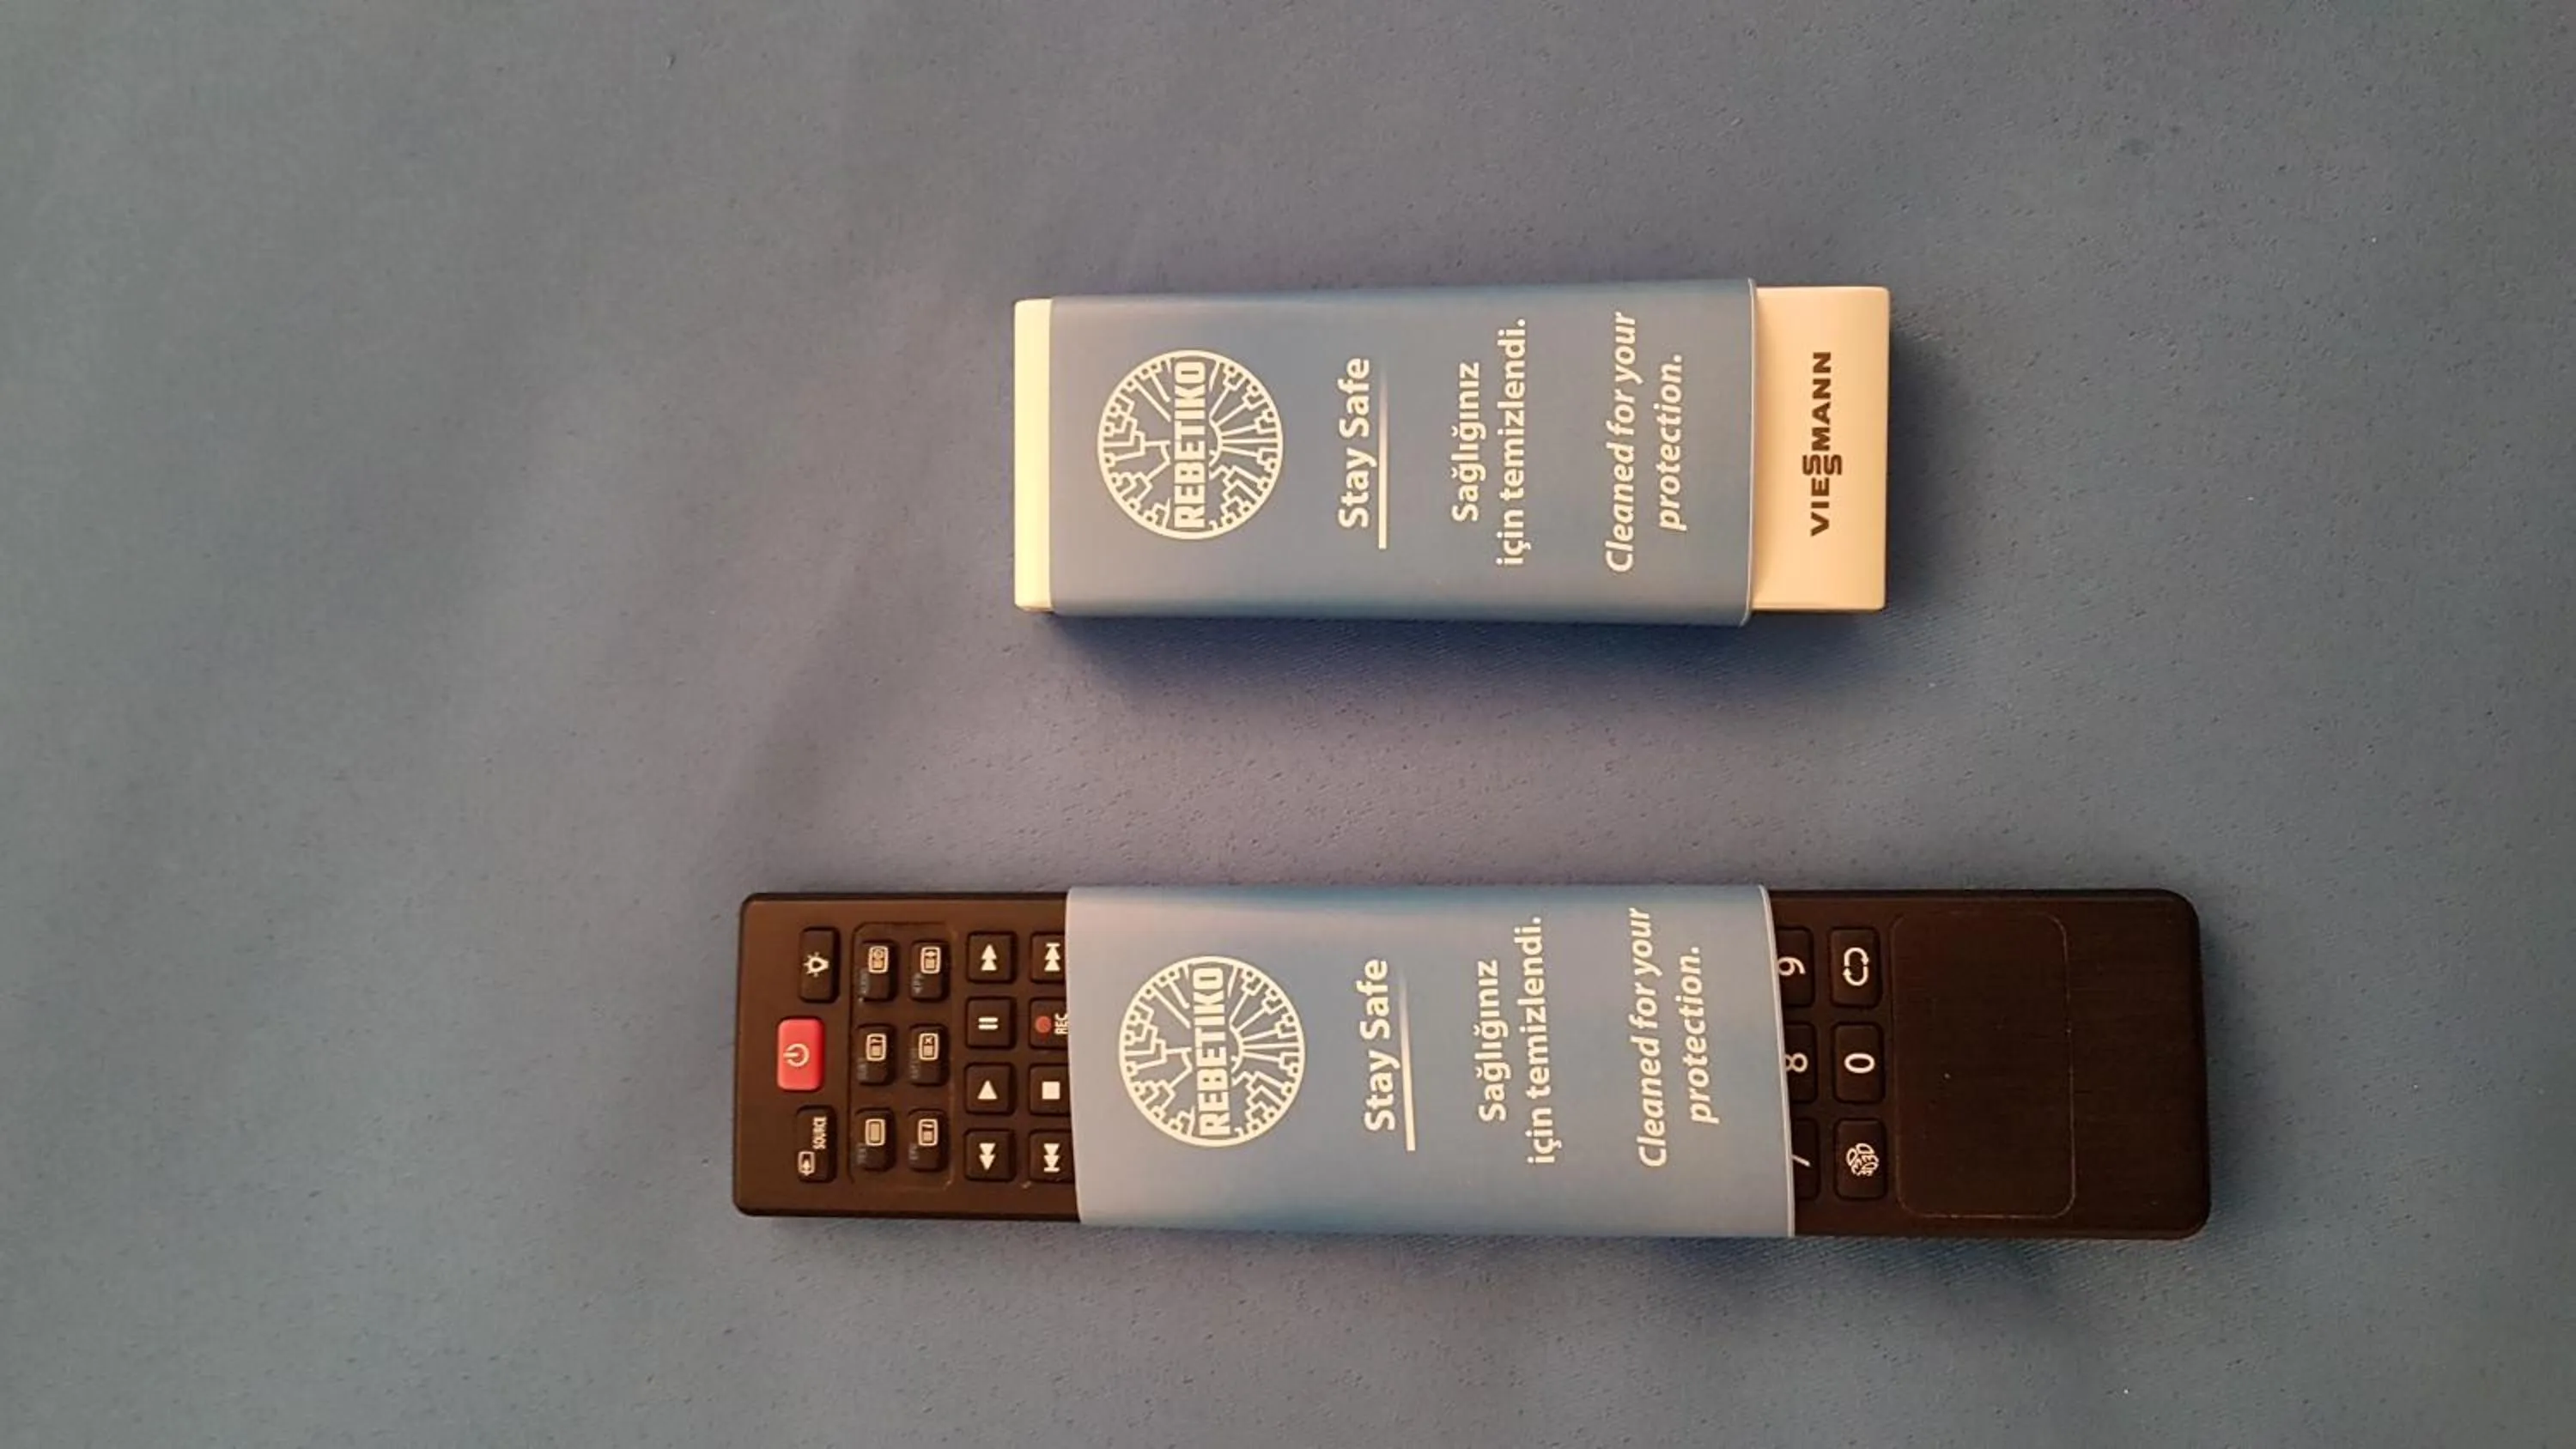 REBETIKO
Stay Safe
Sağlığınız
için temizlendi.
Cleaned for your
protection.
VIESSMANN
SOURCE
REC
REBETIKO
Stay Safe
Sağlığınız
için temizlendi.
Cleaned for your
protection.
8 9
0